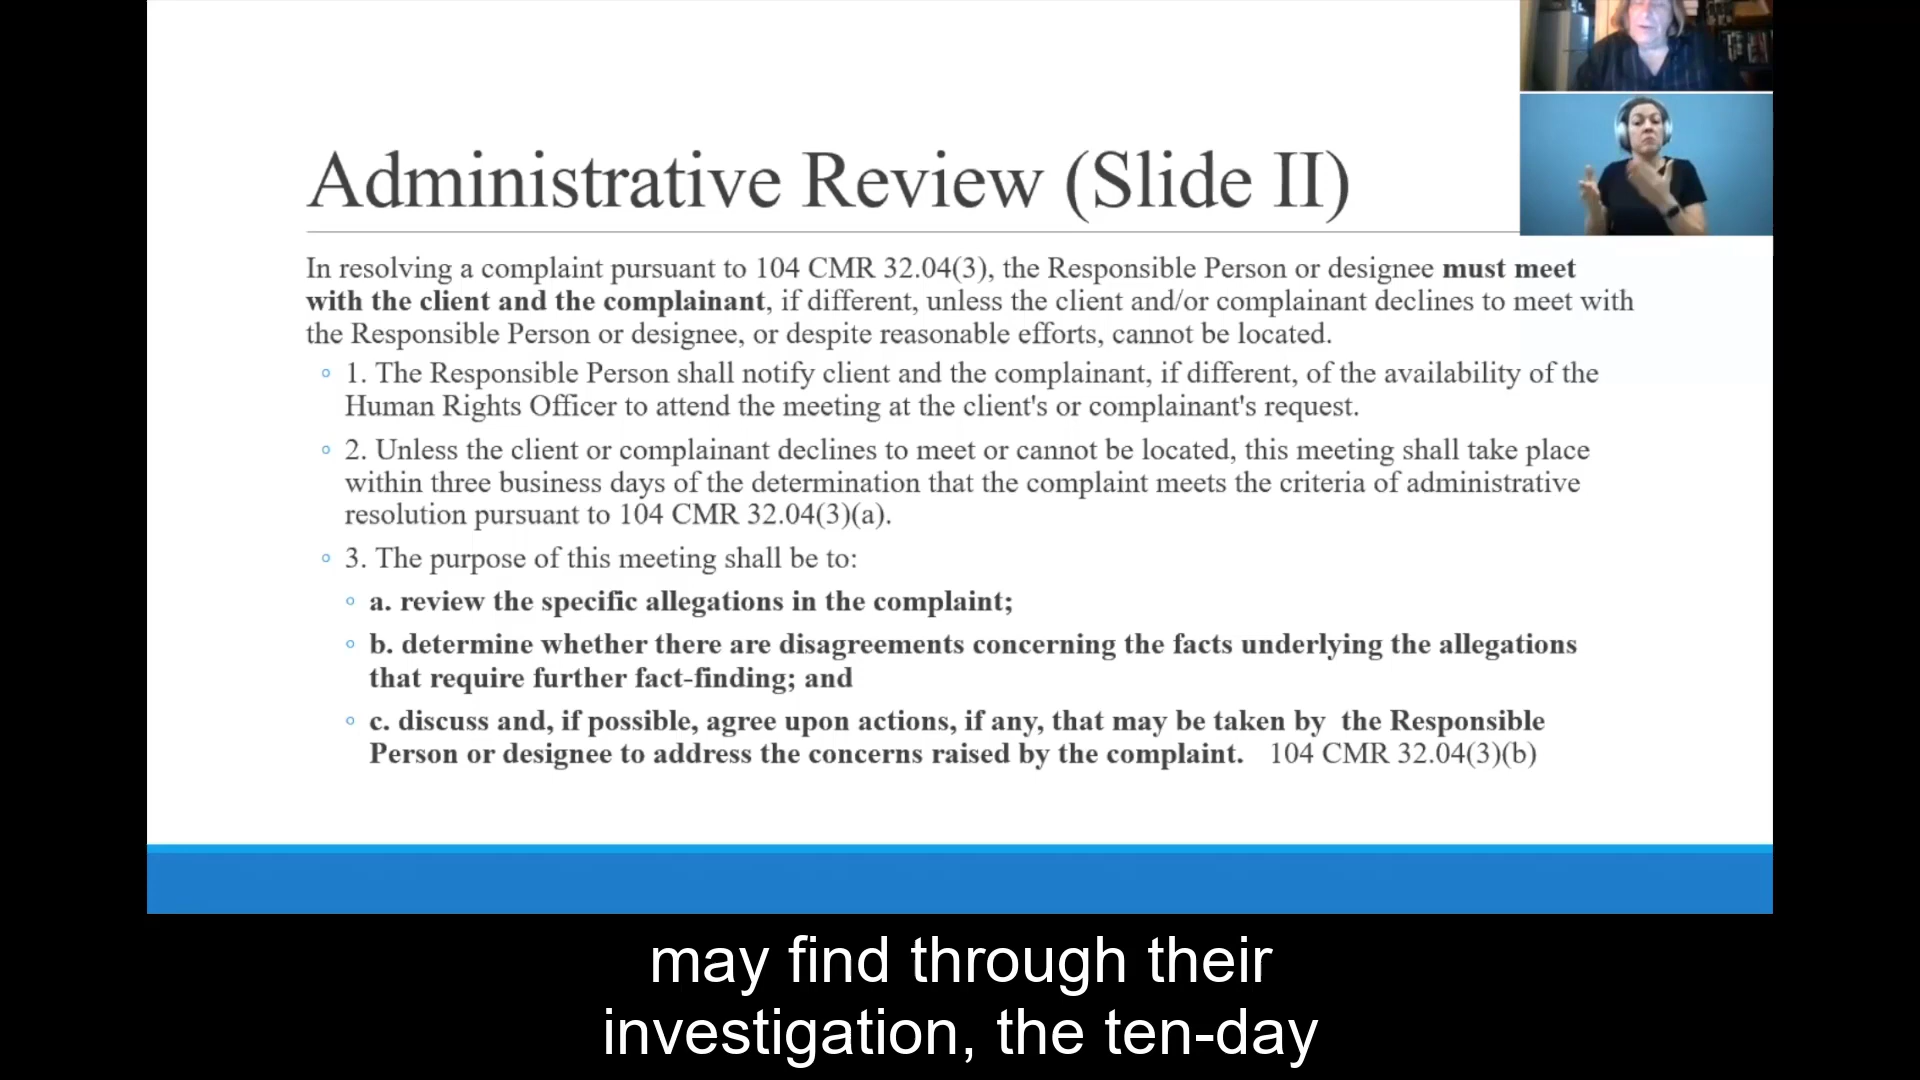 Administrative Review (Slide II)
In resolving a complaint pursuant to 104 CMR 32.04(3), the Responsible Person or designee must meet
with the client and the complainant, if different, unless the client and/or complainant declines to meet with
the Responsible Person or designee, or despite reasonable efforts, cannot be located.
1. The Responsible Person shall notify client and the complainant, if different, of the availability of the
Human Rights Officer to attend the meeting at the client's or complainant's request.
2. Unless the client or complainant declines to meet or cannot be located, this meeting shall take place
within three business days of the determination that the complaint meets the criteria of administrative
resolution pursuant to 104 CMR 32.04(3)(a).
3. The purpose of this meeting shall be to:
a. review the specific allegations in the complaint;
b. determine whether there are disagreements concerning the facts underlying the allegations
that require further fact-finding; and
c. discuss and, if possible, agree upon actions, if any, that may be taken by the Responsible
Person or designee to address the concerns raised by the complaint. 104 CMR 32.04(3)(b)
may find through their
investigation, the ten-day